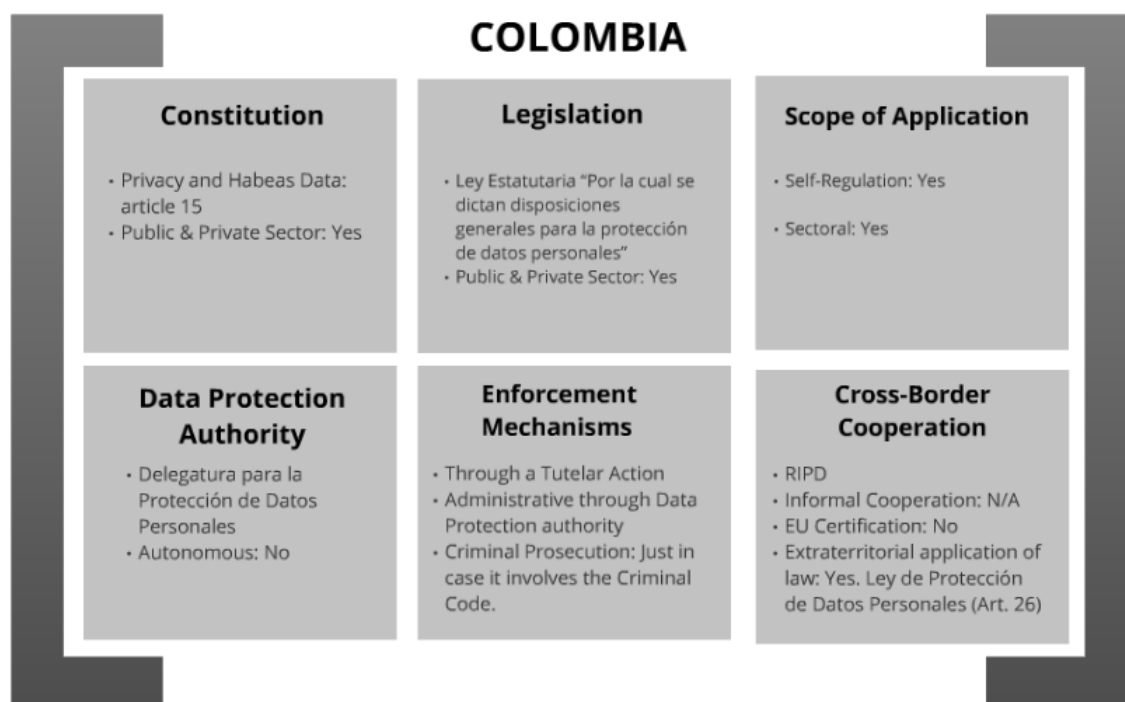 COLOMBIA
Constitution
• Privacy and Habeas Data:
article 15
• Public & Private Sector: Yes
Legislation
• Ley Estatutaria “Por la cual se
dictan disposiciones
generales para la protección
de datos personales”
• Public & Private Sector: Yes
Scope of Application
• Self-Regulation: Yes
• Sectoral: Yes
Data Protection
Authority
• Delegatura para la
Protección de Datos
Personales
• Autonomous: No
Enforcement
Mechanisms
• Through a Tutelar Action
• Administrative through Data
Protection authority
• Criminal Prosecution: Just in
case it involves the Criminal
Code.
Cross-Border
Cooperation
• RIPD
• Informal Cooperation: N/A
• EU Certification: No
• Extraterritorial application of
law: Yes. Ley de Protección
de Datos Personales (Art. 26)